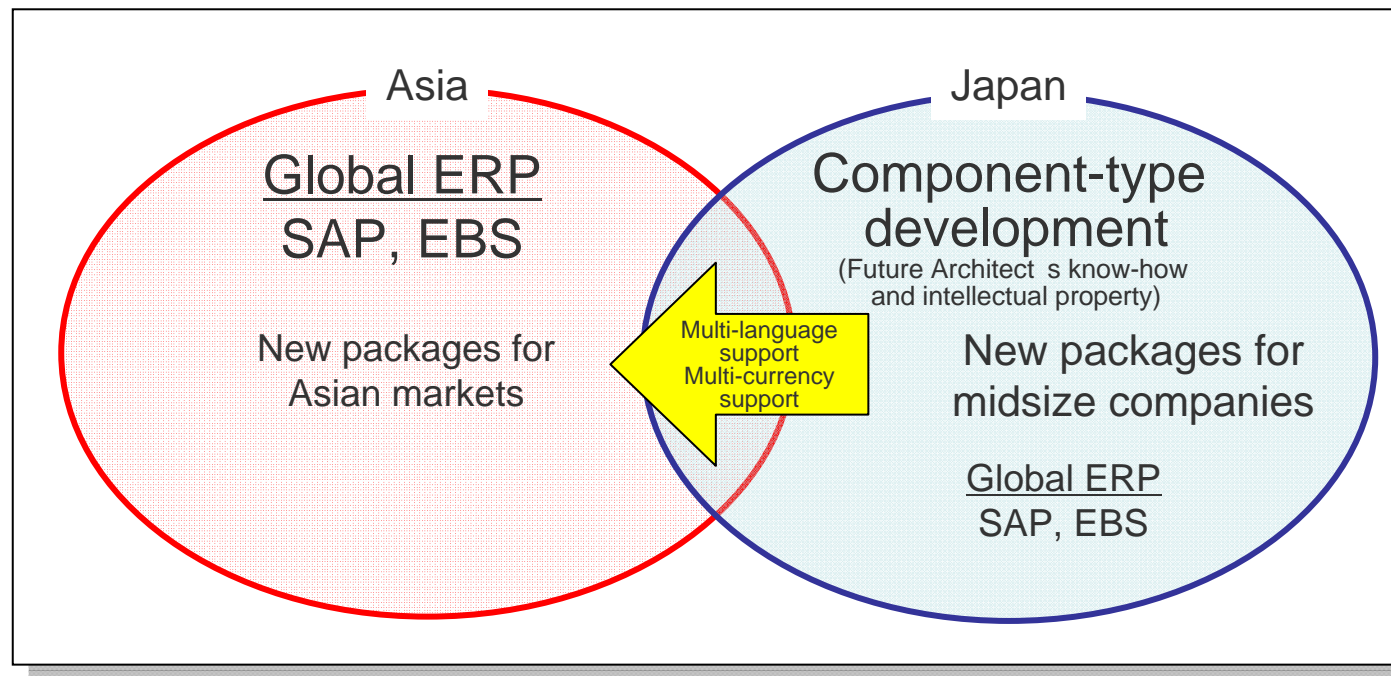 Asia
Global ERP
SAP, EBS
New packages for
Asian markets
Multi-language
support
Multi-currency
support
Japan
Component-type
development
(Future Architect s know-how
and intellectual property)
New packages for
midsize companies
Global ERP
SAP, EBS